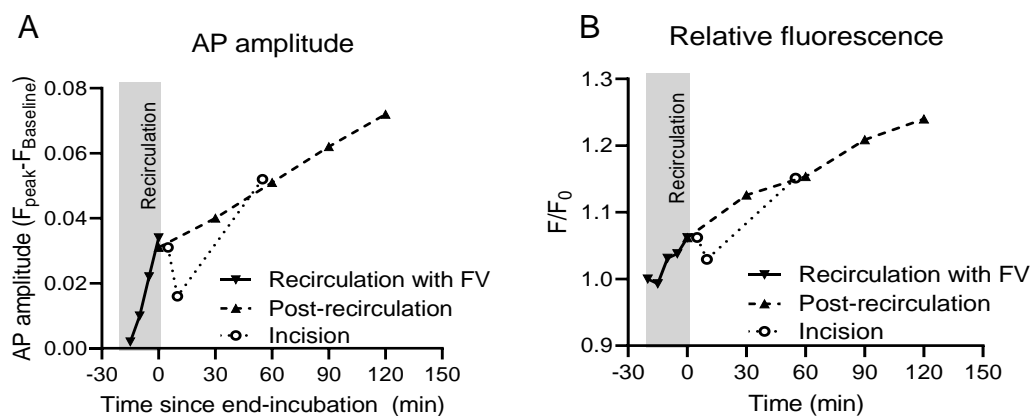 A
AP amplitude
AP amplitude (Fpeak-FBaseline)
0.08
0.06
0.04
0.02
0.00
Recirculation
Recirculation with FV
Post-recirculation
Incision
-30 0 30 60 90 120 150
Time since end-incubation (min)
B
Relative fluorescence
F/F0
1.3
1.2
1.1
1.0
0.9
Recirculation
Recirculation with FV
Post-recirculation
Incision
-30 0 30 60 90 120 150
Time (min)